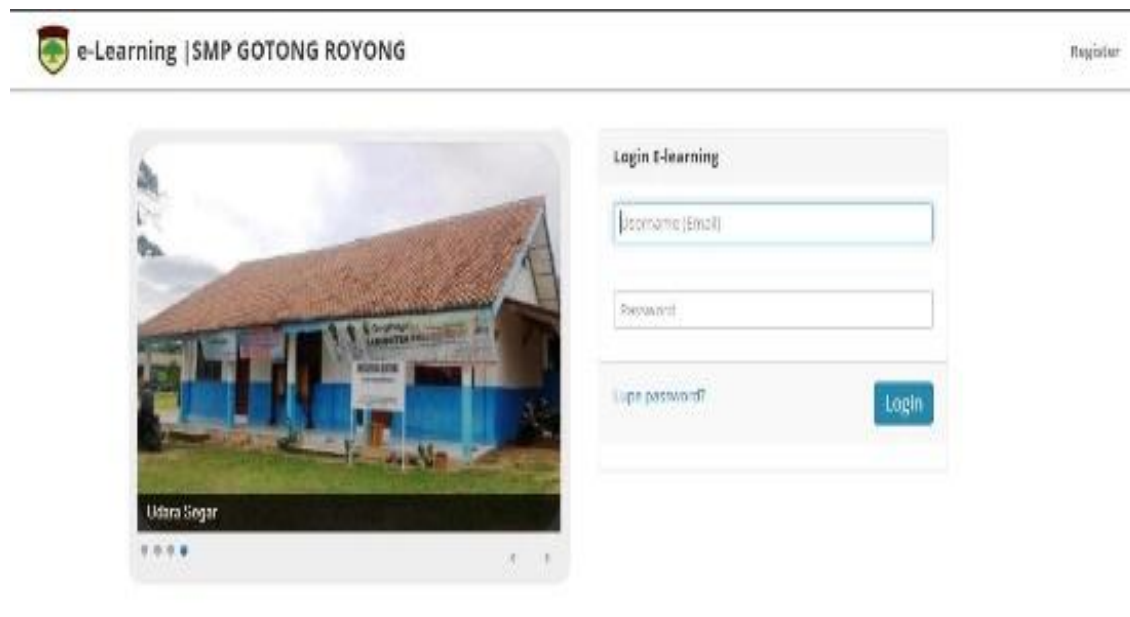 e-Learning |SMP GOTONG ROYONG
Register
Login E-learning
Username (Email)
Password
Lupa password?
Login
Udara Segar